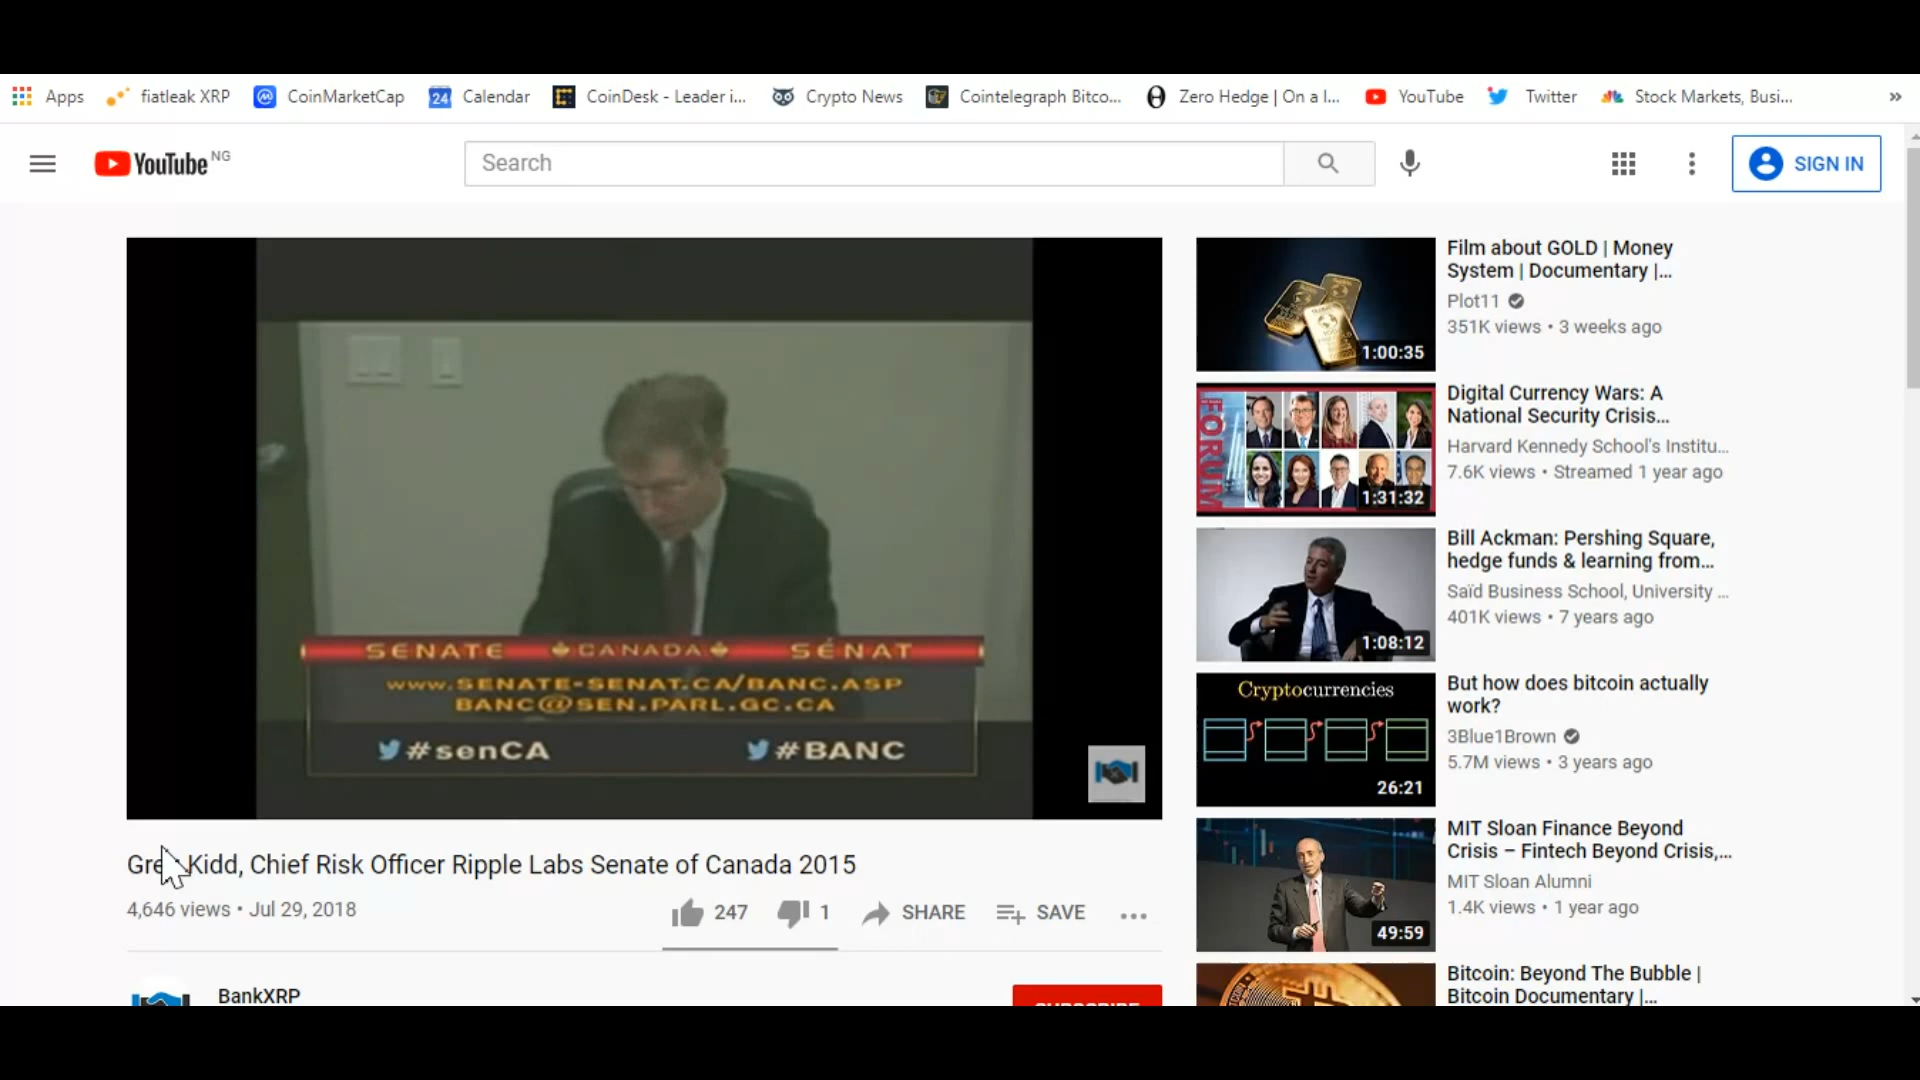 Apps
fiatleak XRP
CoinMarketCap
24
Calendar
CoinDesk - Leader i...
Crypto News
Cointelegraph Bitco...
Zero Hedge | On a l...
YouTube
Twitter
Stock Markets, Busi...
»
YouTube NG
Search
SIGN IN
SENATE CANADA SÉNAT
www.SENATE-SENAT.CA/BANC.ASP
BANC@SEN.PARL.GC.CA
#senCA #BANC
Kidd, Chief Risk Officer Ripple Labs Senate of Canada 2015
4,646 views • Jul 29, 2018
247
1
SHARE
SAVE
BankXRP
SUBSCRIBE
1:00:35
Film about GOLD | Money
System | Documentary |...
Plot11
351K views • 3 weeks ago
FORUM
1:31:32
Digital Currency Wars: A
National Security Crisis...
Harvard Kennedy School's Institu...
7.6K views • Streamed 1 year ago
1:08:12
Bill Ackman: Pershing Square,
hedge funds & learning from...
Saïd Business School, University ...
401K views • 7 years ago
Cryptocurrencies
26:21
But how does bitcoin actually
work?
3Blue1Brown
5.7M views • 3 years ago
49:59
MIT Sloan Finance Beyond
Crisis – Fintech Beyond Crisis,...
MIT Sloan Alumni
1.4K views • 1 year ago
Bitcoin: Beyond The Bubble |
Bitcoin Documentary |...